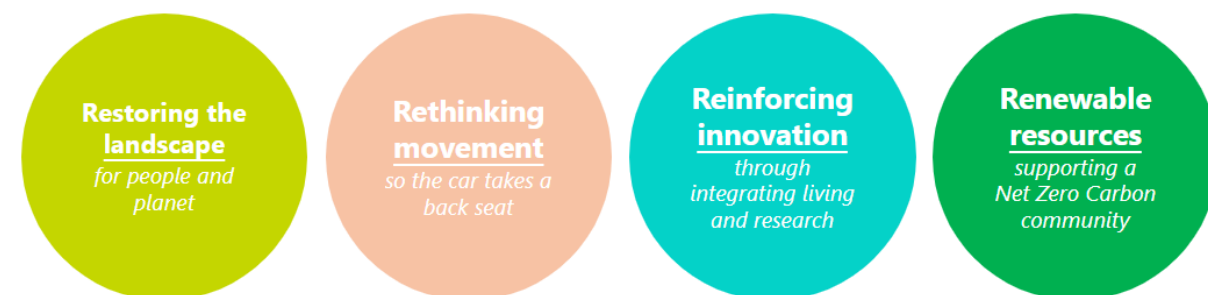 Restoring the
landscape
for people and
planet
Rethinking
movement
so the car takes a
back seat
Reinforcing
innovation
through
integrating living
and research
Renewable
resources
supporting a
Net Zero Carbon
community